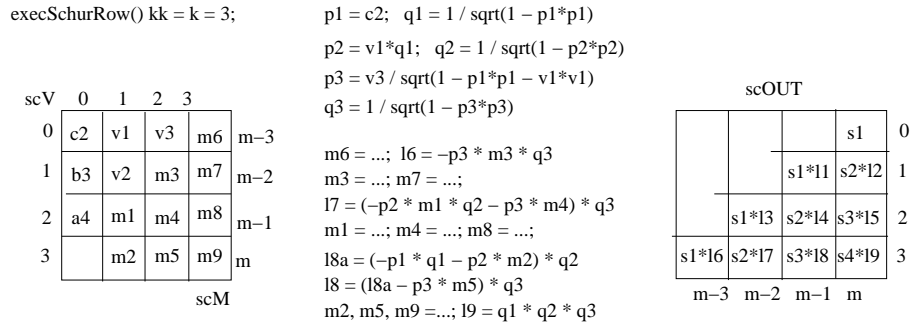 execSchurRow() kk = k = 3;
p1 = c2; q1 = 1 / sqrt(1 − p1*p1)
p2 = v1*q1; q2 = 1 / sqrt(1 − p2*p2)
p3 = v3 / sqrt(1 − p1*p1 − v1*v1)
q3 = 1 / sqrt(1 − p3*p3)
m6 = ...; l6 = −p3 * m3 * q3
m3 = ...; m7 = ...;
l7 = (−p2 * m1 * q2 − p3 * m4) * q3
m1 = ...; m4 = ...; m8 = ...;
l8a = (−p1 * q1 − p2 * m2) * q2
l8 = (l8a − p3 * m5) * q3
m2, m5, m9 =...; l9 = q1 * q2 * q3
scV 0 1 2 3
0 c2 v1 v3 m6 m−3
1 b3 v2 m3 m7 m−2
2 a4 m1 m4 m8 m−1
3 m2 m5 m9 m
scM
scOUT
s1 0
s1*l1 s2*l2 1
s1*l3 s2*l4 s3*l5 2
s1*l6 s2*l7 s3*l8 s4*l9 3
m−3 m−2 m−1 m